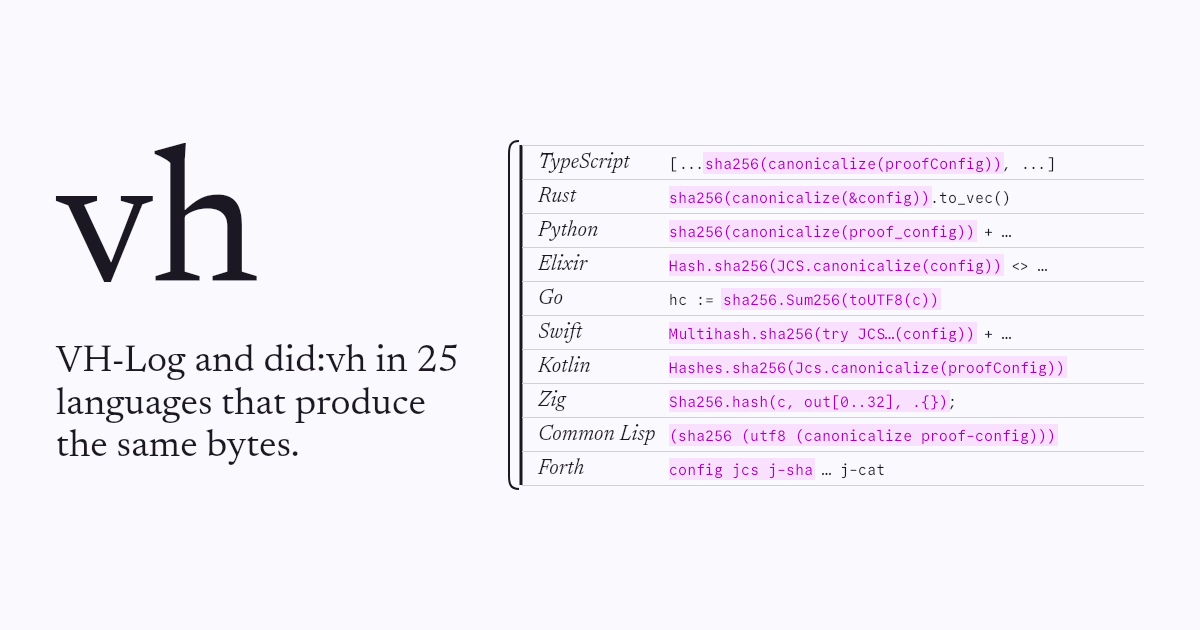 vh
VH-Log and did:vh in 25
languages that produce
the same bytes.
TypeScript [...sha256(canonicalize(proofConfig)), ...]
Rust sha256(canonicalize(&config)).to_vec()
Python sha256(canonicalize(proof_config)) + …
Elixir Hash.sha256(JCS.canonicalize(config)) <> …
Go hc := sha256.Sum256(toUTF8(c))
Swift Multihash.sha256(try JCS…(config)) + …
Kotlin Hashes.sha256(Jcs.canonicalize(proofConfig))
Zig Sha256.hash(c, out[0..32], .{});
Common Lisp (sha256 (utf8 (canonicalize proof-config)))
Forth config jcs j-sha … j-cat